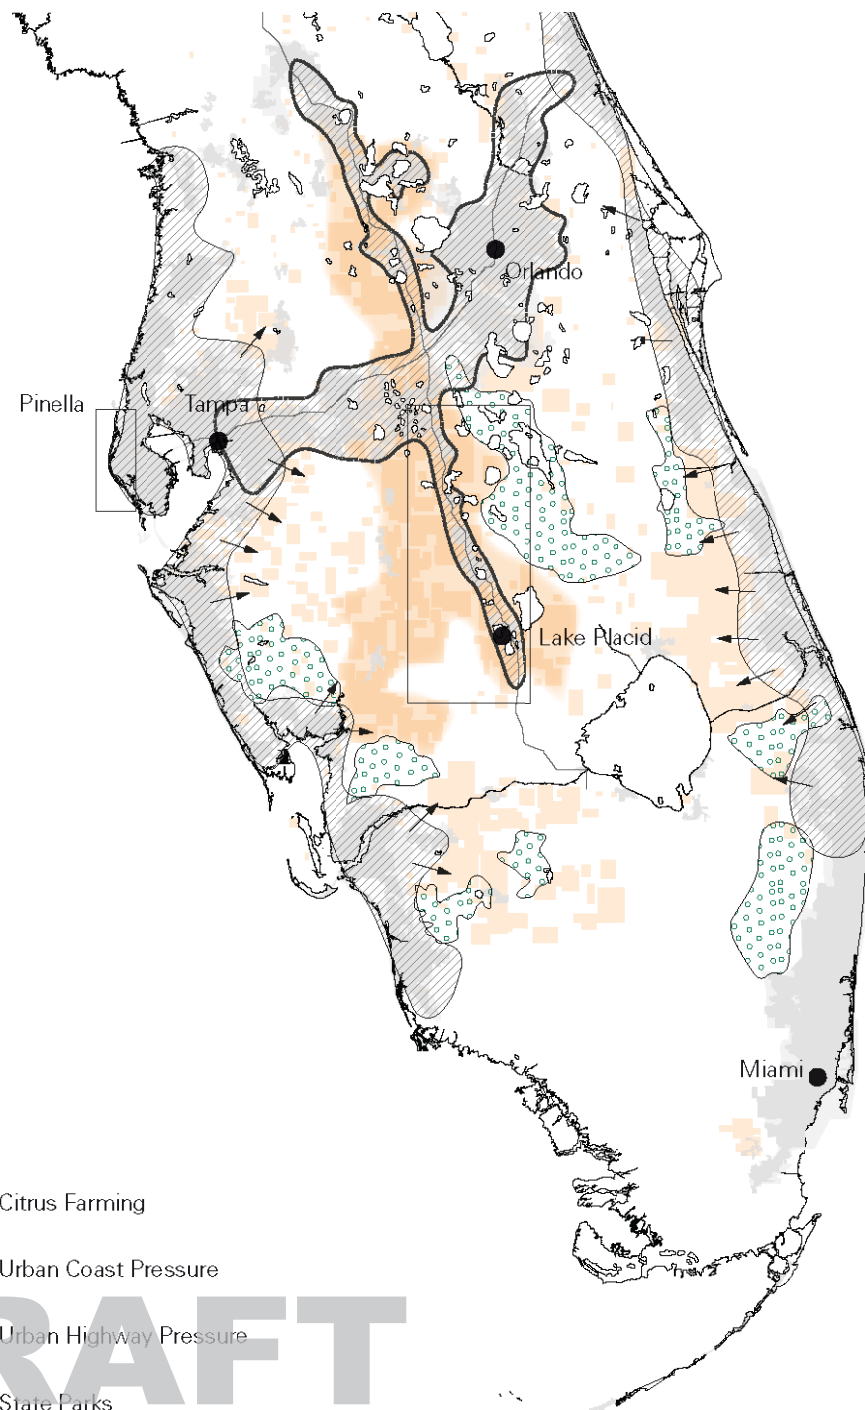 Orlando
Pinella
Tampa
Lake Placid
Miami
Citrus Farming
Urban Coast Pressure
Urban Highway Pressure
RAFT
State Parks